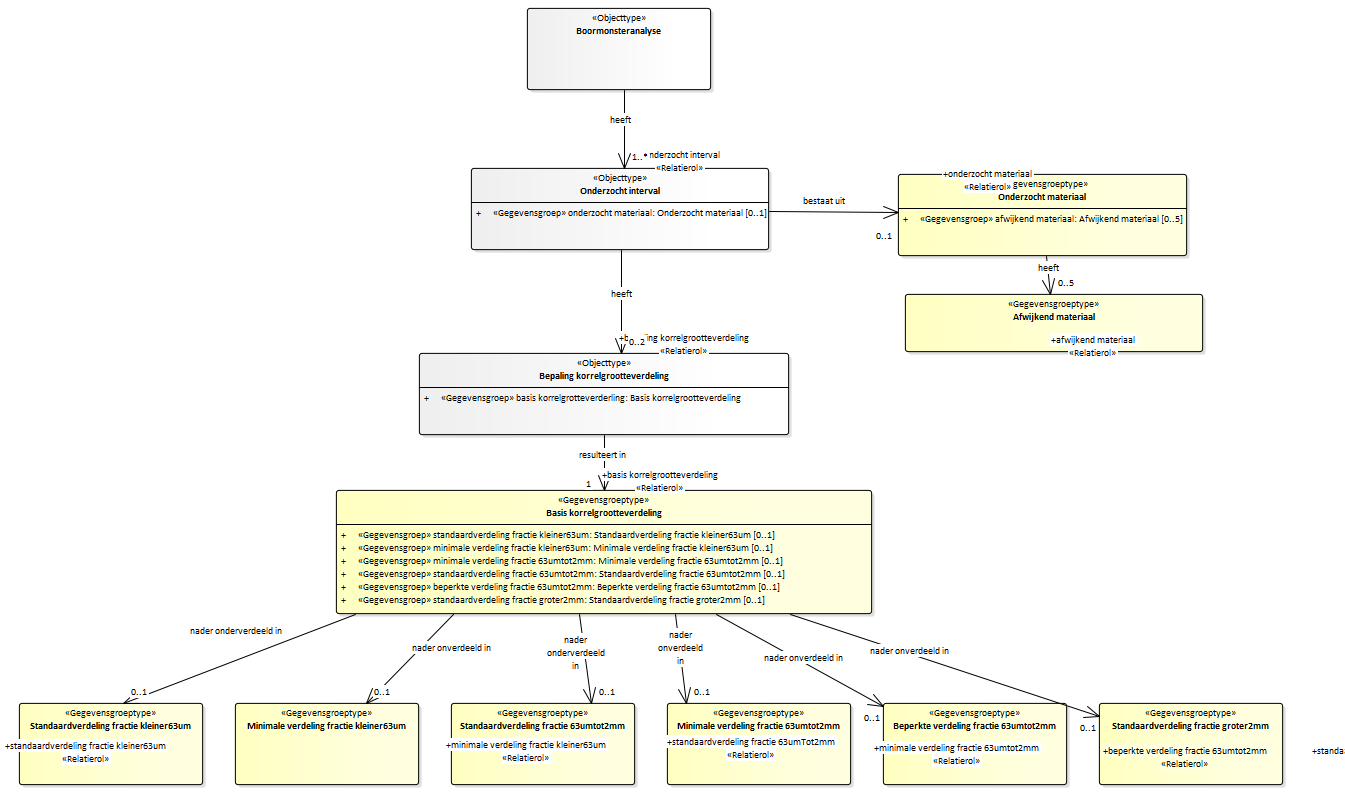 «Objecttype»
Boormonsteranalyse
heeft
1..* nderzocht interval
«Relatierol»
«Objecttype»
Onderzocht interval
+ «Gegevensgroep» onderzocht materiaal: Onderzocht materiaal [0..1]
bestaat uit
0..1
+onderzocht materiaal
«Relatierol» gevensgroeptype»
Onderzocht materiaal
+ «Gegevensgroep» afwijkend materiaal: Afwijkend materiaal [0..5]
heeft
0..5
«Gegevensgroeptype»
Afwijkend materiaal
+afwijkend materiaal
«Relatierol»
heeft
0..2 ing korrelgrootteverdeling
«Relatierol»
«Objecttype»
Bepaling korrelgrootteverdeling
+ «Gegevensgroep» basis korrelgrotteverderling: Basis korrelgrootteverdeling
resulteert in
+basis korrelgrootteverdeling
1
«Relatierol»
«Gegevensgroeptype»
Basis korrelgrootteverdeling
+ «Gegevensgroep» standaardverdeling fractie kleiner63um: Standaardverdeling fractie kleiner63um [0..1]
+ «Gegevensgroep» minimale verdeling fractie kleiner63um: Minimale verdeling fractie kleiner63um [0..1]
+ «Gegevensgroep» minimale verdeling fractie 63umtot2mm: Minimale verdeling fractie 63umtot2mm [0..1]
+ «Gegevensgroep» standaardverdeling fractie 63umtot2mm: Standaardverdeling fractie 63umtot2mm [0..1]
+ «Gegevensgroep» beperkte verdeling fractie 63umtot2mm: Beperkte verdeling fractie 63umtot2mm [0..1]
+ «Gegevensgroep» standaardverdeling fractie groter2mm: Standaardverdeling fractie groter2mm [0..1]
nader onderverdeeld in
nader onverdeeld in
nader
onderverdeeld
in
nader
onverdeeld
in
nader onverdeeld in
nader onverdeeld in
0..1
0..1
0..1
0..1
0..1
0..1
«Gegevensgroeptype»
Standaardverdeling fractie kleiner63um
+standaardverdeling fractie kleiner63um
«Relatierol»
«Gegevensgroeptype»
Minimale verdeling fractie kleiner63um
«Gegevensgroeptype»
Standaardverdeling fractie 63umtot2mm
+minimale verdeling fractie kleiner63um
«Relatierol»
«Gegevensgroeptype»
Minimale verdeling fractie 63umtot2mm
+standaardverdeling fractie 63umTot2mm
«Relatierol»
«Gegevensgroeptype»
Beperkte verdeling fractie 63umtot2mm
+minimale verdeling fractie 63umtot2mm
«Relatierol»
«Gegevensgroeptype»
Standaardverdeling fractie groter2mm
+beperkte verdeling fractie 63umtot2mm
«Relatierol»
+standa